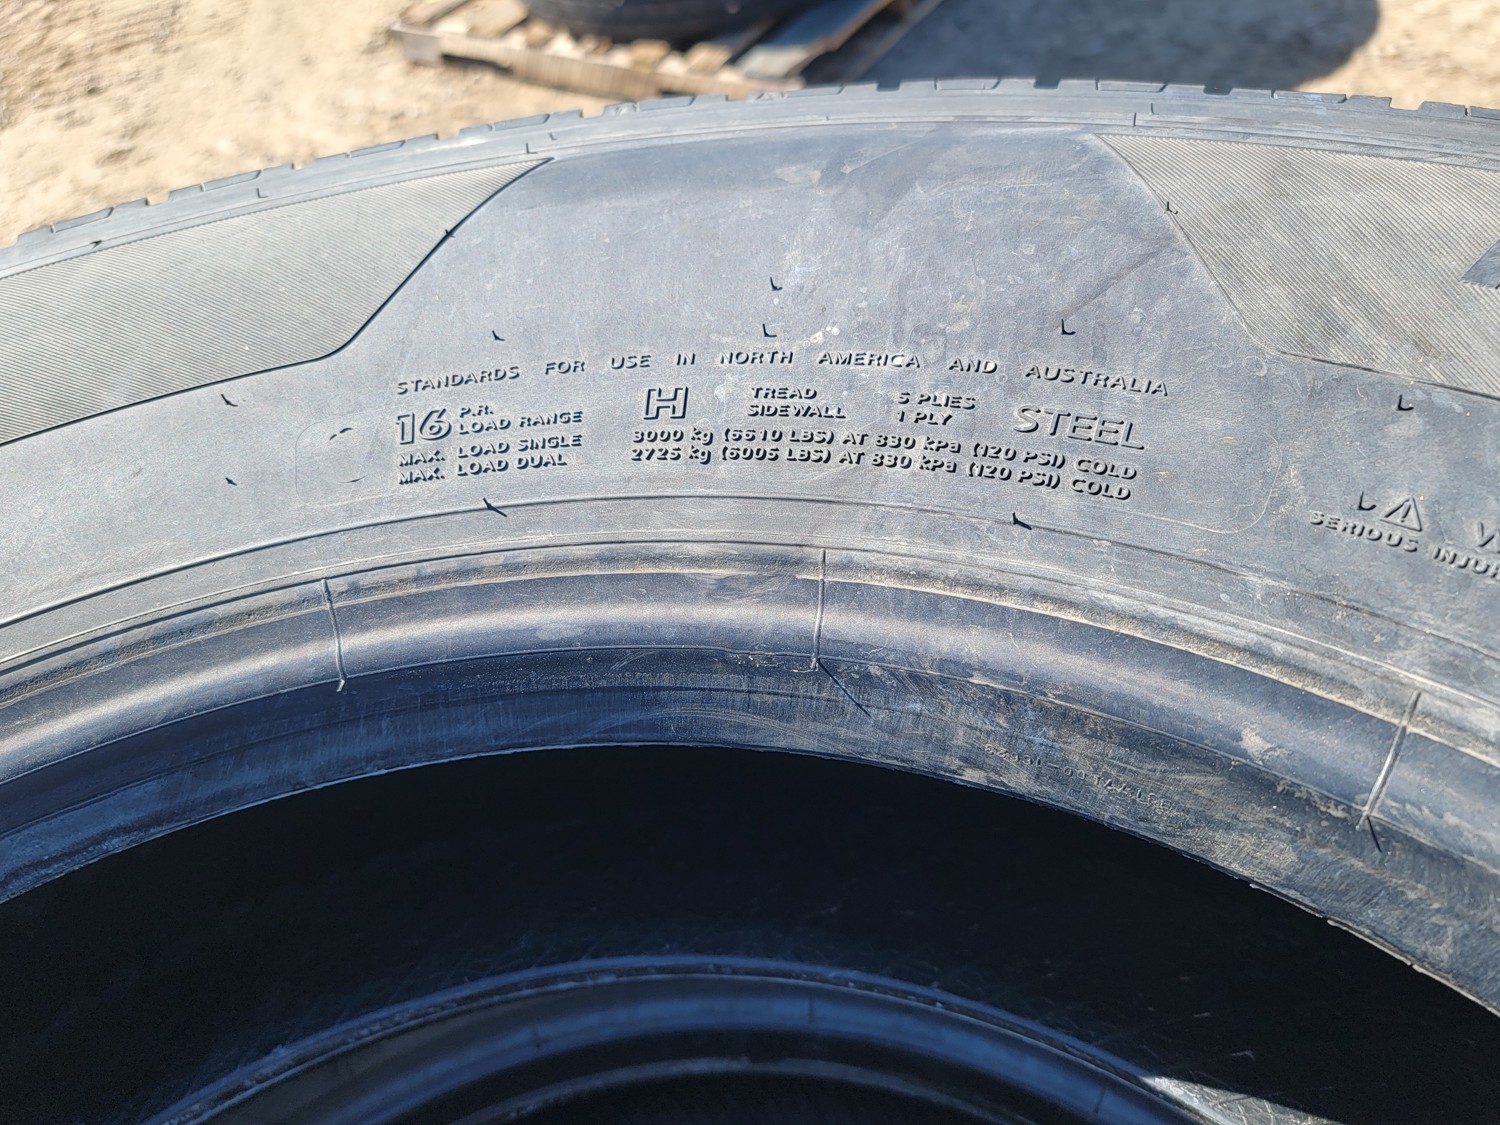 STANDARDS FOR USE IN NORTH AMERICA AND AUSTRALIA
16 P.R. LOAD RANGE H TREAD 5 PLIES STEEL
SIDEWALL 1 PLY
MAX. LOAD SINGLE 3000 kg (6610 LBS) AT 830 kPa (120 PSI) COLD
MAX. LOAD DUAL 2725 kg (6005 LBS) AT 830 kPa (120 PSI) COLD
SERIOUS